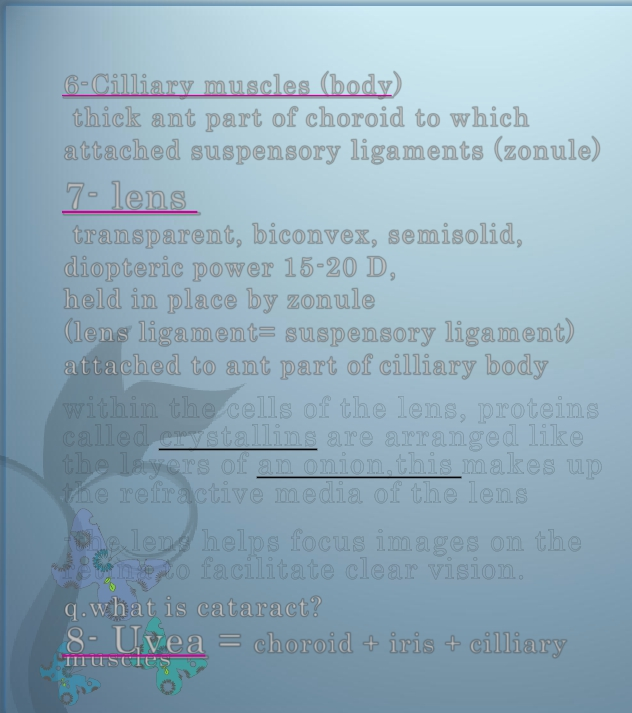 6-Cilliary muscles (body)
thick ant part of choroid to which
attached suspensory ligaments (zonule)
7- lens
transparent, biconvex, semisolid,
diopteric power 15-20 D,
held in place by zonule
(lens ligament= suspensory ligament)
attached to ant part of cilliary body
within the cells of the lens, proteins
called crystallins are arranged like
the layers of an onion,this makes up
the refractive media of the lens
The lens helps focus images on the
retina to facilitate clear vision.
q.what is cataract?
8- Uvea = choroid + iris + cilliary
muscles